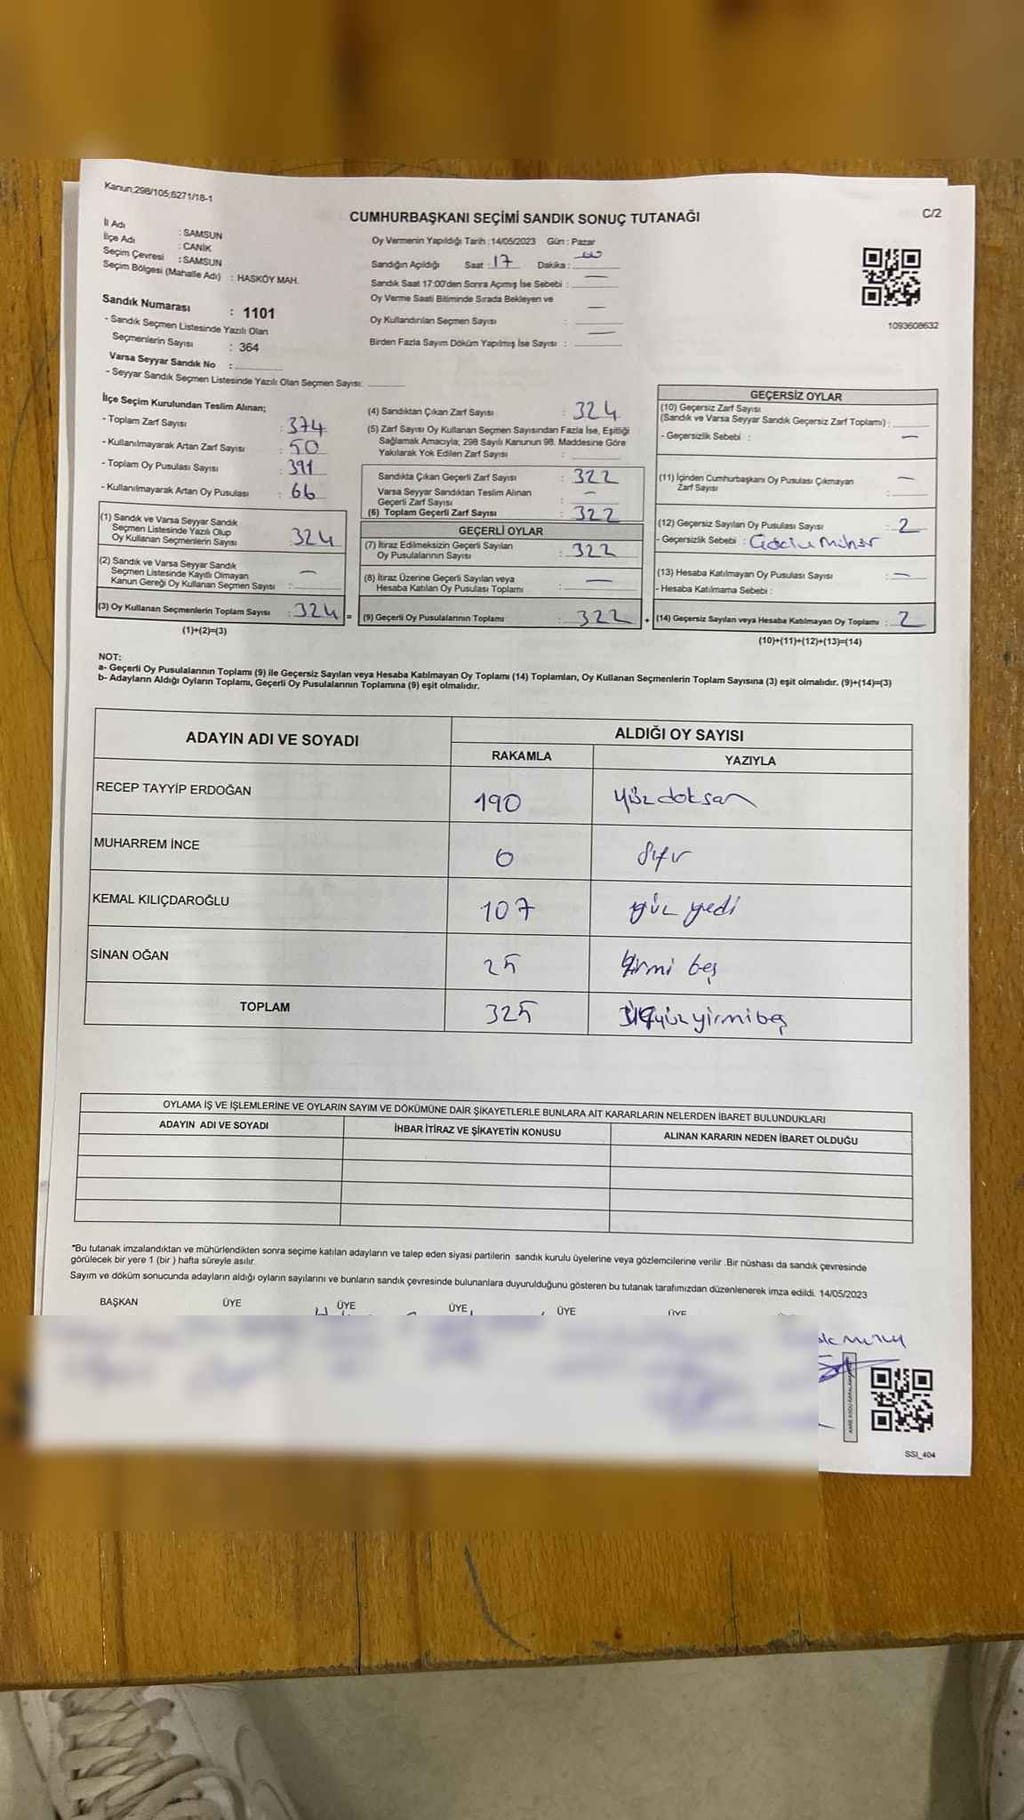 Kanun,298/105;6271/18-1
CUMHURBAŞKANI SEÇİMİ SANDIK SONUÇ TUTANAĞI
C/2
İl Adı : SAMSUN
İlçe Adı : CANİK
Seçim Çevresi : SAMSUN
Seçim Bölgesi (Mahalle Adı) : HASKÖY MAH.
Oy Vermenin Yapıldığı Tarih :14/05/2023 Gün : Pazar
Sandığın Açıldığı Saat : 17 Dakika : 00
Sandık Saat 17:00'den Sonra Açımış İse Sebebi : —
Oy Verme Saati Bitiminde Sırada Bekleyen ve
Oy Kullandırılan Seçmen Sayısı : —
Birden Fazla Sayım Döküm Yapılmış İse Sayısı : —
1093608632
Sandık Numarası : 1101
- Sandık Seçmen Listesinde Yazılı Olan
Seçmenlerin Sayısı : 364
Varsa Seyyar Sandık No :
- Seyyar Sandık Seçmen Listesinde Yazılı Olan Seçmen Sayısı:
İlçe Seçim Kurulundan Teslim Alınan;
- Toplam Zarf Sayısı : 374
- Kullanılmayarak Artan Zarf Sayısı : 50
- Toplam Oy Pusulası Sayısı : 391
- Kullanılmayarak Artan Oy Pusulası : 66
(1) Sandık ve Varsa Seyyar Sandık
Seçmen Listesinde Yazılı Olup
Oy Kullanan Seçmenlerin Sayısı : 324
(2) Sandık ve Varsa Seyyar Sandık
Seçmen Listesinde Kayıtlı Olmayan
Kanun Gereği Oy Kullanan Seçmen Sayısı : —
(3) Oy Kullanan Seçmenlerin Toplam Sayısı : 324 =
(1)+(2)=(3)
(4) Sandıktan Çıkan Zarf Sayısı : 324
(5) Zarf Sayısı Oy Kullanan Seçmen Sayısından Fazla İse, Eşitliği
Sağlamak Amacıyla; 298 Sayılı Kanunun 98. Maddesine Göre
Yakılarak Yok Edilen Zarf Sayısı :
Sandıkta Çıkan Geçerli Zarf Sayısı : 322
Varsa Seyyar Sandıktan Teslim Alınan
Geçerli Zarf Sayısı : —
(6) Toplam Geçerli Zarf Sayısı : 322
GEÇERLİ OYLAR
(7) İtiraz Edilmeksizin Geçerli Sayılan
Oy Pusulalarının Sayısı : 322
(8) İtiraz Üzerine Geçerli Sayılan veya
Hesaba Katılan Oy Pusulası Toplamı : —
(9) Geçerli Oy Pusulalarının Toplamı : 322 +
GEÇERSİZ OYLAR
(10) Geçersiz Zarf Sayısı
(Sandık ve Varsa Seyyar Sandık Geçersiz Zarf Toplamı) :
- Geçersizlik Sebebi : —
(11) İçinden Cumhurbaşkanı Oy Pusulası Çıkmayan
Zarf Sayısı : —
(12) Geçersiz Sayılan Oy Pusulası Sayısı : 2
- Geçersizlik Sebebi :
(13) Hesaba Katılmayan Oy Pusulası Sayısı : —
- Hesaba Katılmama Sebebi :
(14) Geçersiz Sayılan veya Hesaba Katılmayan Oy Toplamı : 2
(10)+(11)+(12)+(13)=(14)
NOT:
a- Geçerli Oy Pusulalarının Toplamı (9) ile Geçersiz Sayılan veya Hesaba Katılmayan Oy Toplamı (14) Toplamları, Oy Kullanan Seçmenlerin Toplam Sayısına (3) eşit olmalıdır. (9)+(14)=(3)
b- Adayların Aldığı Oyların Toplamı, Geçerli Oy Pusulalarının Toplamına (9) eşit olmalıdır.
ADAYIN ADI VE SOYADI ALDIĞI OY SAYISI
RAKAMLA YAZIYLA
RECEP TAYYİP ERDOĞAN 190 yüz doksan
MUHARREM İNCE 0 sıfır
KEMAL KILIÇDAROĞLU 107 yüz yedi
SİNAN OĞAN 25 yirmi beş
TOPLAM 325 üçyüz yirmi beş
OYLAMA İŞ VE İŞLEMLERİNE VE OYLARIN SAYIM VE DÖKÜMÜNE DAİR ŞİKAYETLERLE BUNLARA AİT KARARLARIN NELERDEN İBARET BULUNDUKLARI
ADAYIN ADI VE SOYADI İHBAR İTİRAZ VE ŞİKAYETİN KONUSU ALINAN KARARIN NEDEN İBARET OLDUĞU
*Bu tutanak imzalandıktan ve mühürlendikten sonra seçime katılan adayların ve talep eden siyasi partilerin sandık kurulu üyelerine veya gözlemcilerine verilir .Bir nüshası da sandık çevresinde
görülecek bir yere 1 (bir ) hafta süreyle asılır.
Sayım ve döküm sonucunda adayların aldığı oyların sayılarını ve bunların sandık çevresinde bulunanlara duyurulduğunu gösteren bu tutanak tarafımızdan düzenlenerek imza edildi. 14/05/2023
BAŞKAN ÜYE ÜYE ÜYE ÜYE ÜYE
SSI_404